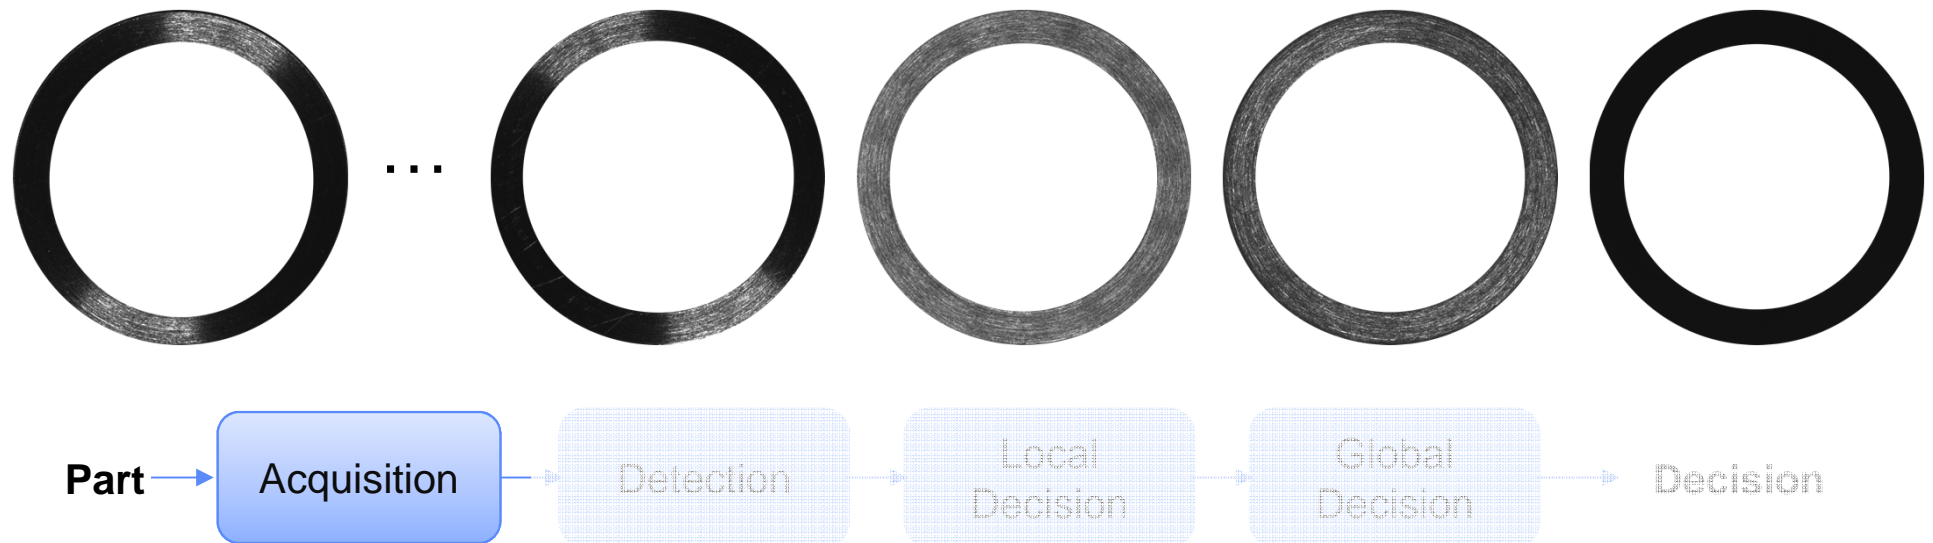 ...
Part
Acquisition
Detection
Local
Decision
Global
Decision
Decision